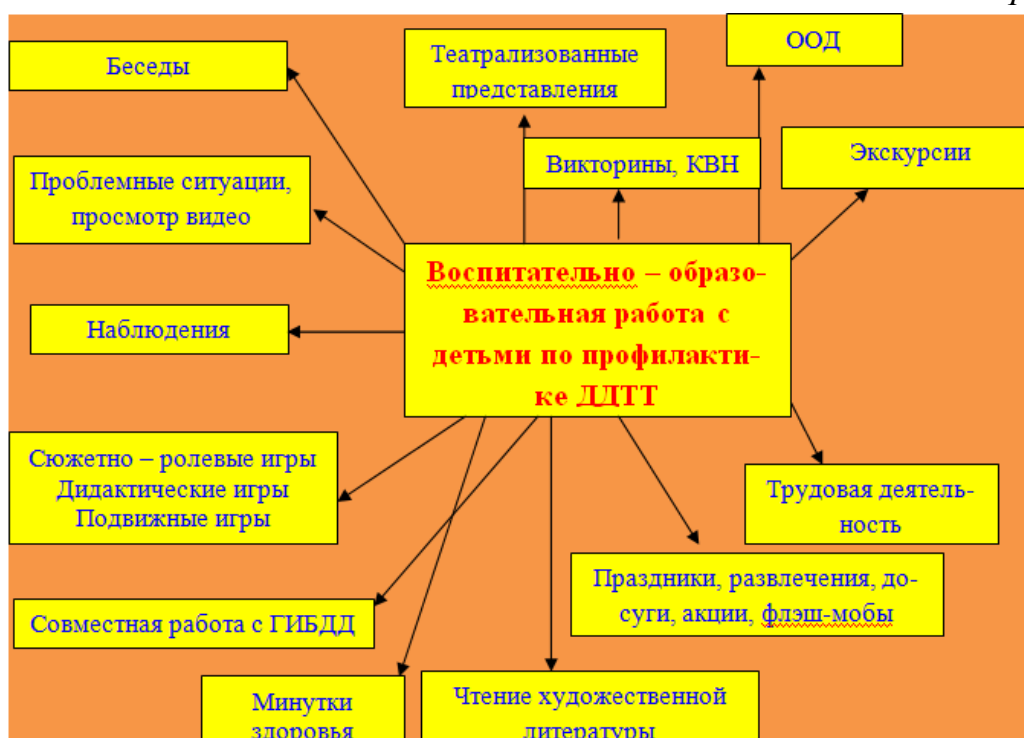 ООД
Театрализованные
представления
Беседы
Викторины, КВН
Экскурсии
Проблемные ситуации,
просмотр видео
Воспитательно – образо-
вательная работа с
детьми по профилакти-
ке ДДТТ
Наблюдения
Сюжетно – ролевые игры
Дидактические игры
Подвижные игры
Трудовая деятель-
ность
Праздники, развлечения, до-
суги, акции, флэш-мобы
Совместная работа с ГИБДД
Минутки
здоровья
Чтение художественной
литературы